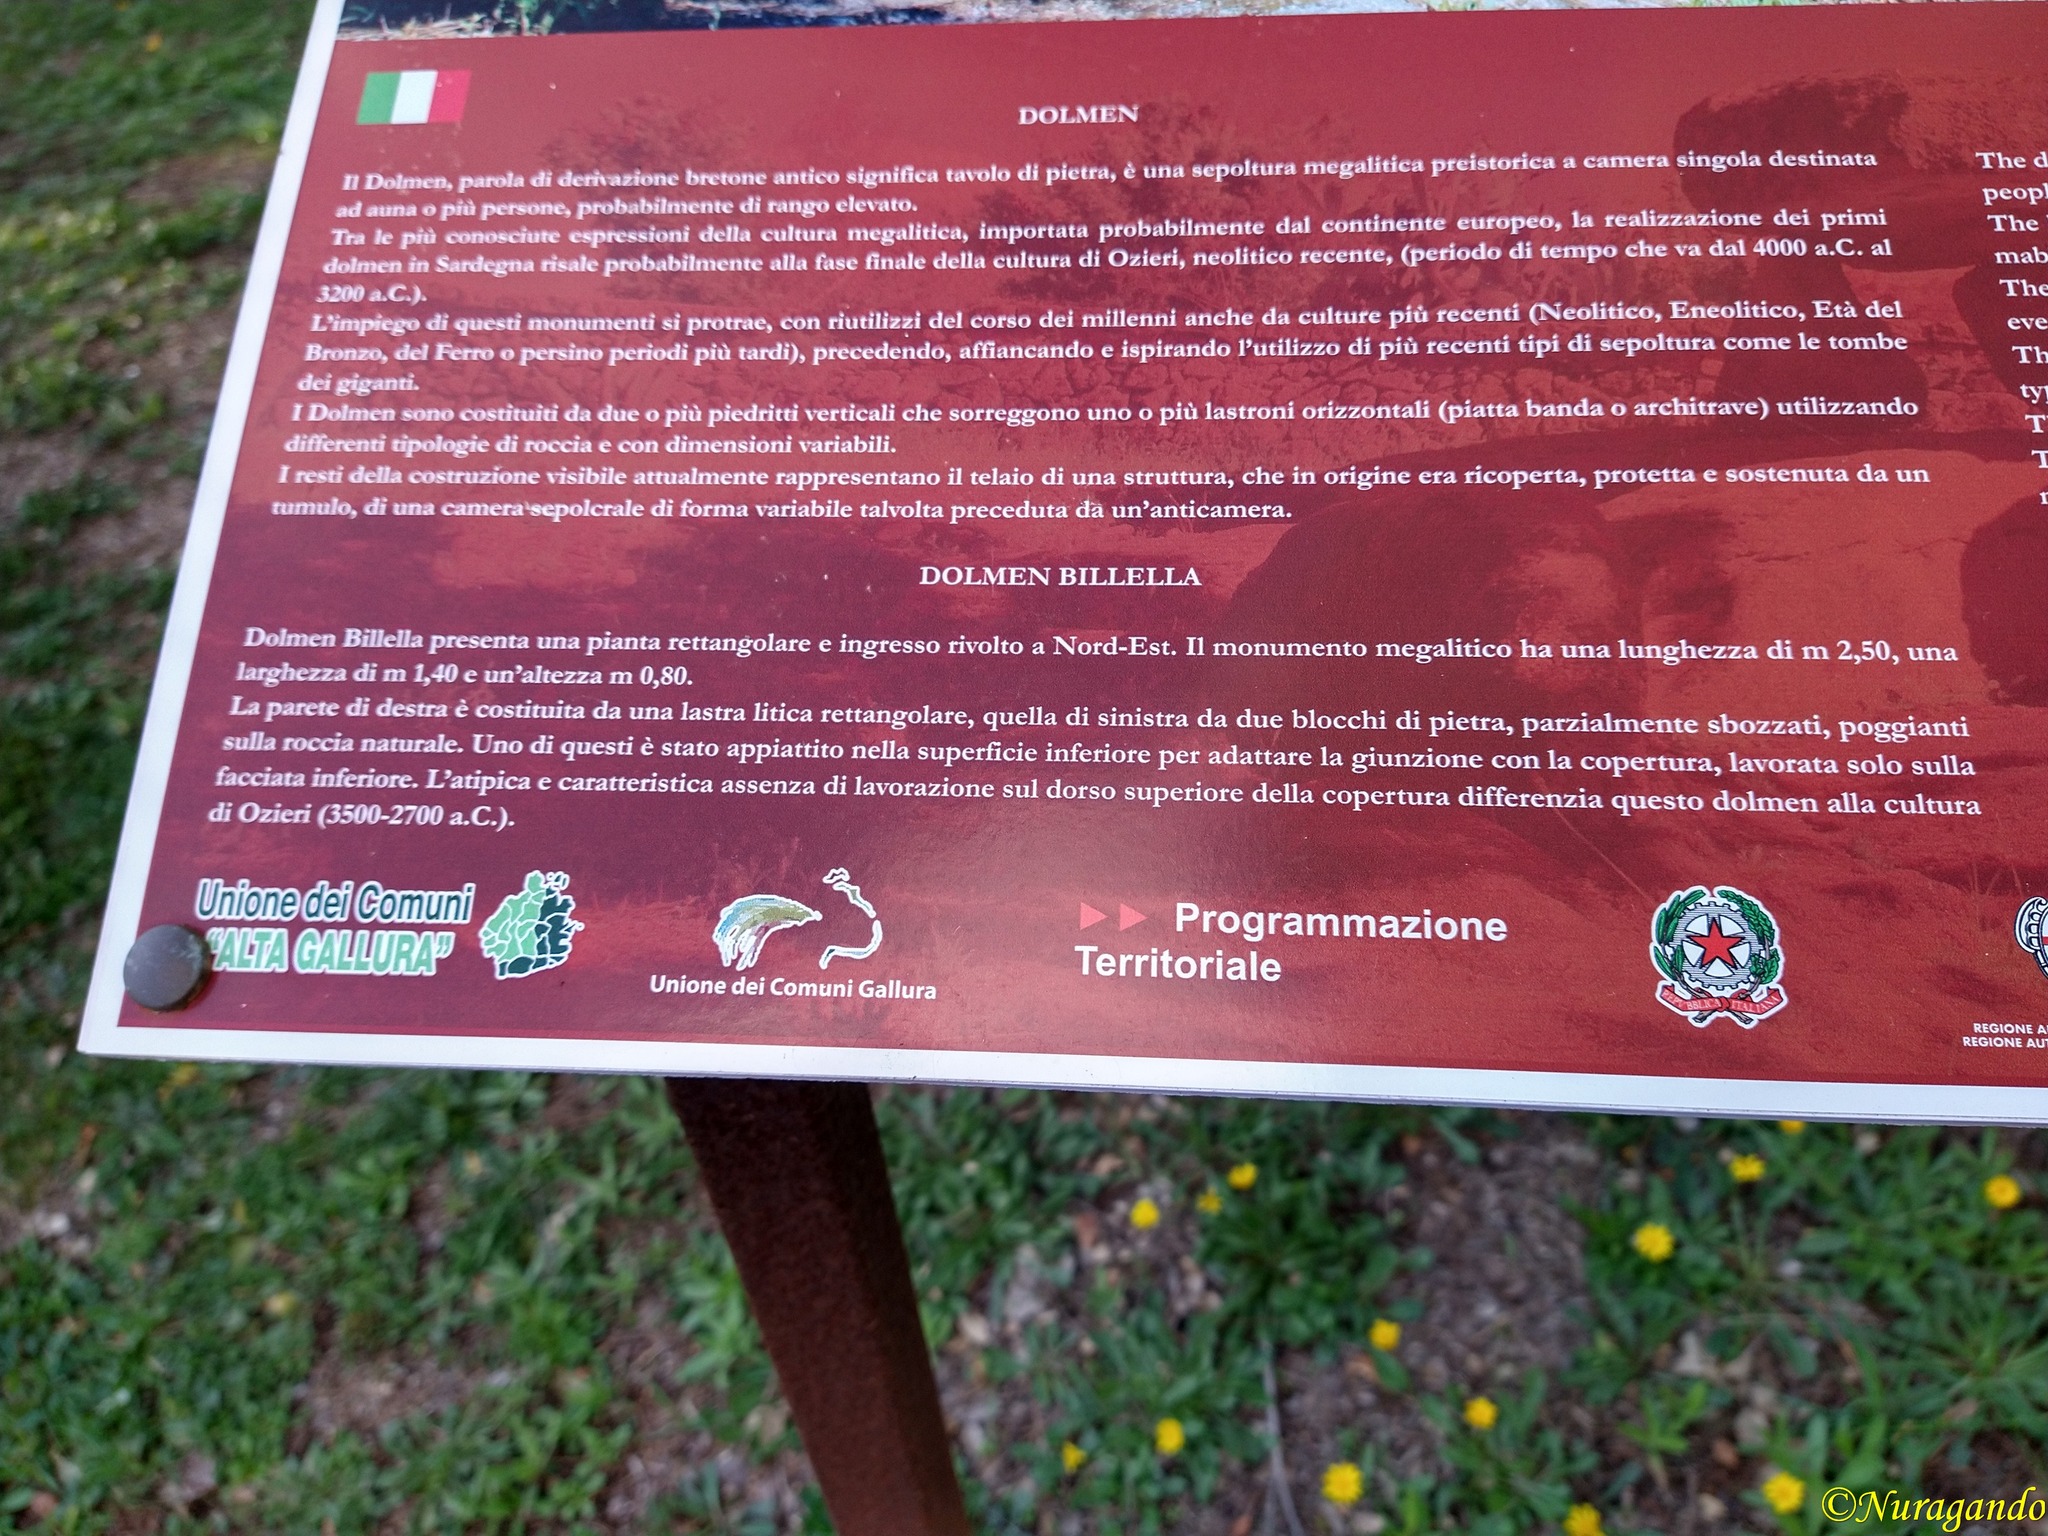 DOLMEN
Il Dolmen, parola di derivazione bretone antico significa tavolo di pietra, è una sepoltura megalitica preistorica a camera singola destinata
ad auna o più persone, probabilmente di rango elevato.
Tra le più conosciute espressioni della cultura megalitica, importata probabilmente dal continente europeo, la realizzazione dei primi
dolmen in Sardegna risale probabilmente alla fase finale della cultura di Ozieri, neolitico recente, (periodo di tempo che va dal 4000 a.C. al
3200 a.C.).
L'impiego di questi monumenti si protrae, con riutilizzi del corso dei millenni anche da culture più recenti (Neolitico, Eneolitico, Età del
Bronzo, del Ferro o persino periodi più tardi), precedendo, affiancando e ispirando l'utilizzo di più recenti tipi di sepoltura come le tombe
dei giganti.
I Dolmen sono costituiti da due o più piedritti verticali che sorreggono uno o più lastroni orizzontali (piatta banda o architrave) utilizzando
differenti tipologie di roccia e con dimensioni variabili.
I resti della costruzione visibile attualmente rappresentano il telaio di una struttura, che in origine era ricoperta, protetta e sostenuta da un
tumulo, di una camera sepolcrale di forma variabile talvolta preceduta da un'anticamera.
DOLMEN BILLELLA
Dolmen Billella presenta una pianta rettangolare e ingresso rivolto a Nord-Est. Il monumento megalitico ha una lunghezza di m 2,50, una
larghezza di m 1,40 e un'altezza m 0,80.
La parete di destra è costituita da una lastra litica rettangolare, quella di sinistra da due blocchi di pietra, parzialmente sbozzati, poggianti
sulla roccia naturale. Uno di questi è stato appiattito nella superficie inferiore per adattare la giunzione con la copertura, lavorata solo sulla
facciata inferiore. L'atipica e caratteristica assenza di lavorazione sul dorso superiore della copertura differenzia questo dolmen alla cultura
di Ozieri (3500-2700 a.C.).
The d
peopl
The
mab
The
eve
Th
typ
Unione dei Comuni
"ALTA GALLURA"
Unione dei Comuni Gallura
Programmazione
Territoriale
REPVBBLICA ITALIANA
REGIONE A
REGIONE AUT
©Nuragando